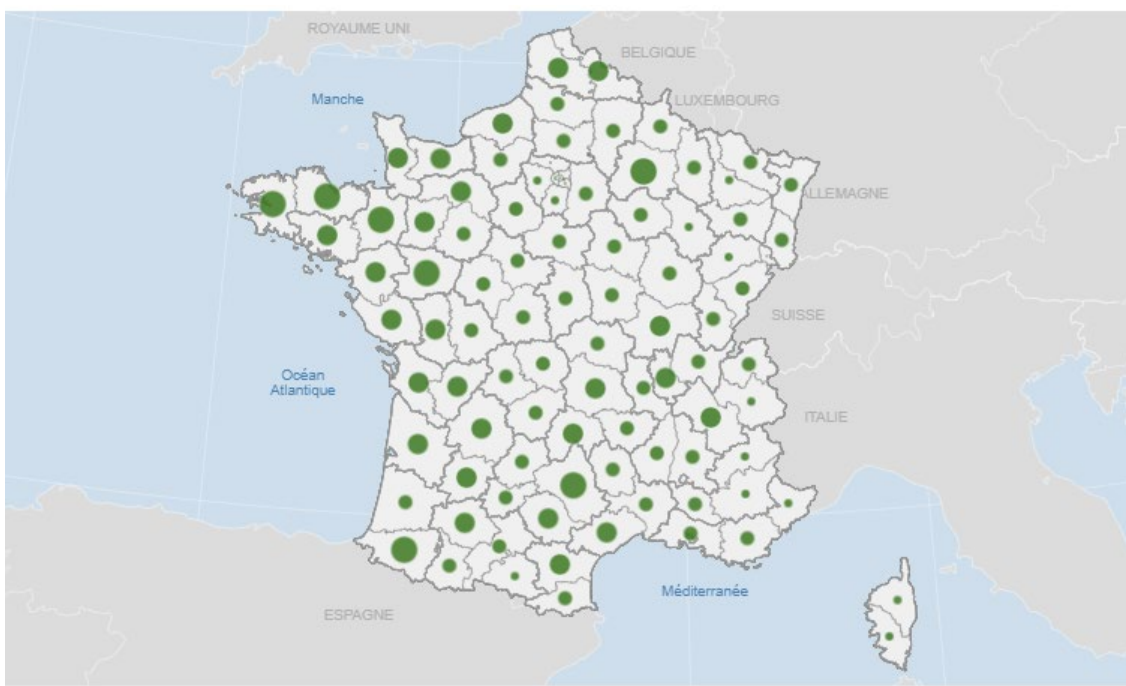 ROYAUME UNI
BELGIQUE
Manche
LUXEMBOURG
ALLEMAGNE
SUISSE
Océan
Atlantique
ITALIE
Méditerranée
ESPAGNE